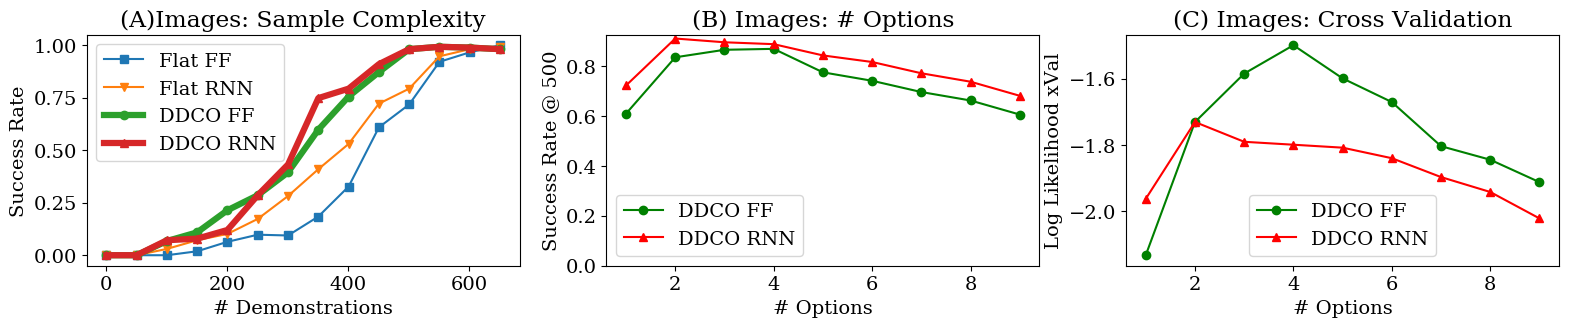 (A)Images: Sample Complexity
Success Rate
1.00
0.75
0.50
0.25
0.00
Flat FF
Flat RNN
DDCO FF
DDCO RNN
0
200
400
600
# Demonstrations
(B) Images: # Options
Success Rate @ 500
0.8
0.6
0.4
0.2
0.0
DDCO FF
DDCO RNN
2
4
6
8
# Options
(C) Images: Cross Validation
Log Likelihood xVal
−1.6
−1.8
−2.0
DDCO FF
DDCO RNN
2
4
6
8
# Options